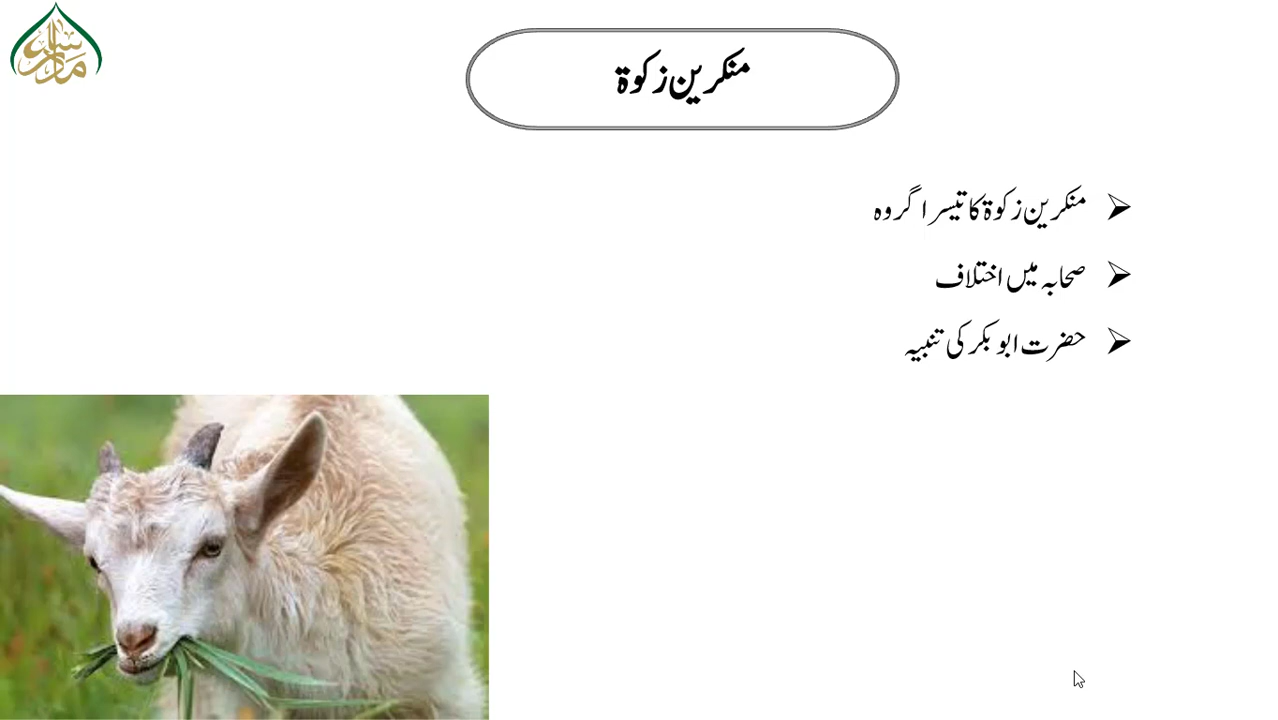 منکرین زکوۃ
منکرین زکوۃ کا تیسرا گروہ
صحابہ میں اختلاف
حضرت ابو بکر کی تنبیہ